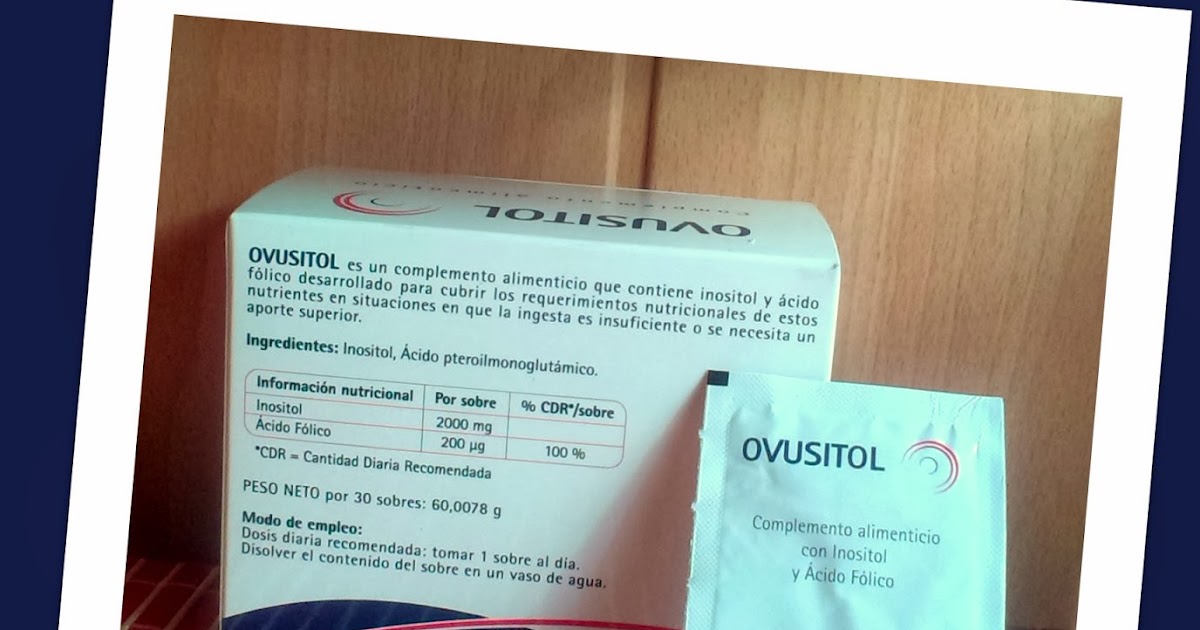 Complemento alimenticio
OVUSITOL
OVUSITOL es un complemento alimenticio que contiene inositol y ácido
fólico desarrollado para cubrir los requerimientos nutricionales de estos
nutrientes en situaciones en que la ingesta es insuficiente o se necesita un
aporte superior.
Ingredientes: Inositol, Ácido pteroilmonoglutámico.
Información nutricional Por sobre % CDR*/sobre
Inositol 2000 mg
Ácido Fólico 200 µg 100 %
*CDR = Cantidad Diaria Recomendada
PESO NETO por 30 sobres: 60,0078 g
Modo de empleo:
Dosis diaria recomendada: tomar 1 sobre al día.
Disolver el contenido del sobre en un vaso de agua.
OVUSITOL
Complemento alimenticio
con Inositol
y Ácido Fólico